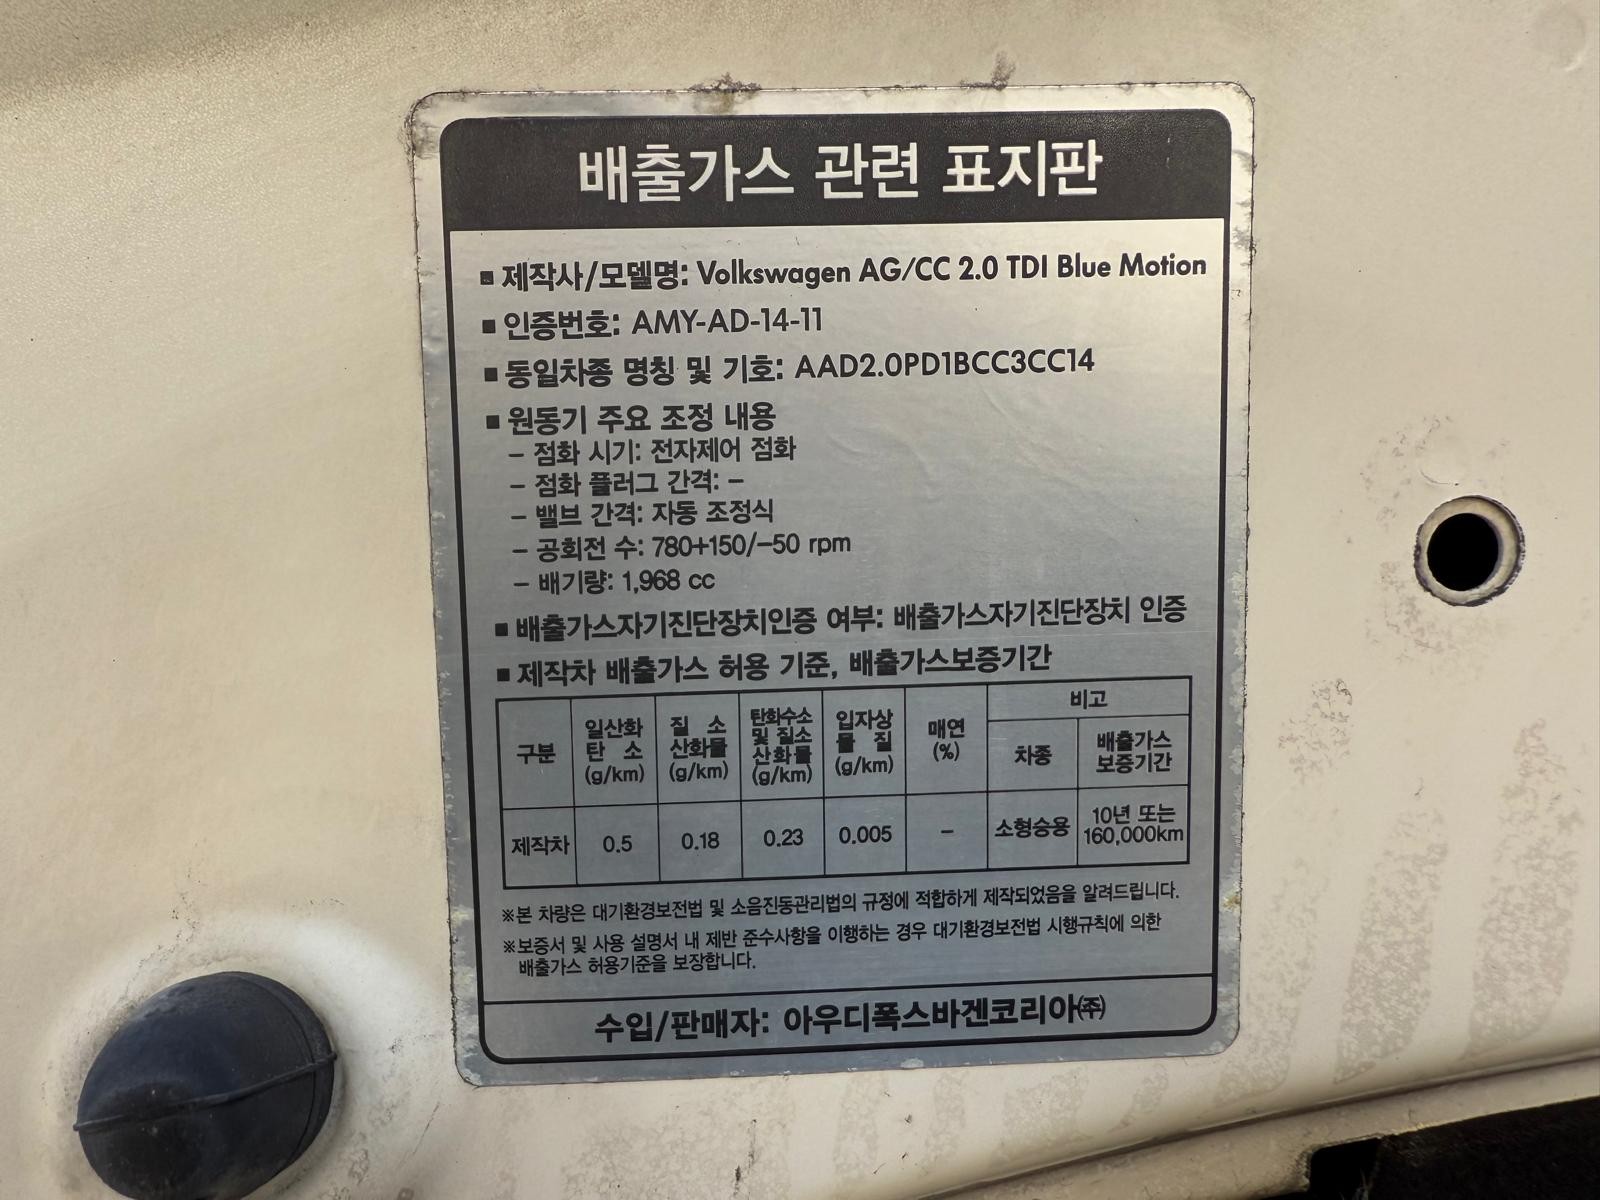 배출가스 관련 표지판
■ 제작사/모델명: Volkswagen AG/CC 2.0 TDI Blue Motion
■ 인증번호: AMY-AD-14-11
■ 동일차종 명칭 및 기호: AAD2.0PD1BCC3CC14
■ 원동기 주요 조정 내용
– 점화 시기: 전자제어 점화
– 점화 플러그 간격: –
– 밸브 간격: 자동 조정식
– 공회전 수: 780+150/–50 rpm
– 배기량: 1,968 cc
■ 배출가스자기진단장치인증 여부: 배출가스자기진단장치 인증
■ 제작차 배출가스 허용 기준, 배출가스보증기간
구분
일산화
탄 소
(g/km)
질 소
산화물
(g/km)
탄화수소
및 질소
산화물
(g/km)
입자상
물 질
(g/km)
매연
(%)
비고
차종
배출가스
보증기간
제작차
0.5
0.18
0.23
0.005
–
소형승용
10년 또는
160,000km
※본 차량은 대기환경보전법 및 소음진동관리법의 규정에 적합하게 제작되었음을 알려드립니다.
※보증서 및 사용 설명서 내 제반 준수사항을 이행하는 경우 대기환경보전법 시행규칙에 의한
배출가스 허용기준을 보장합니다.
수입/판매자: 아우디폭스바겐코리아㈜